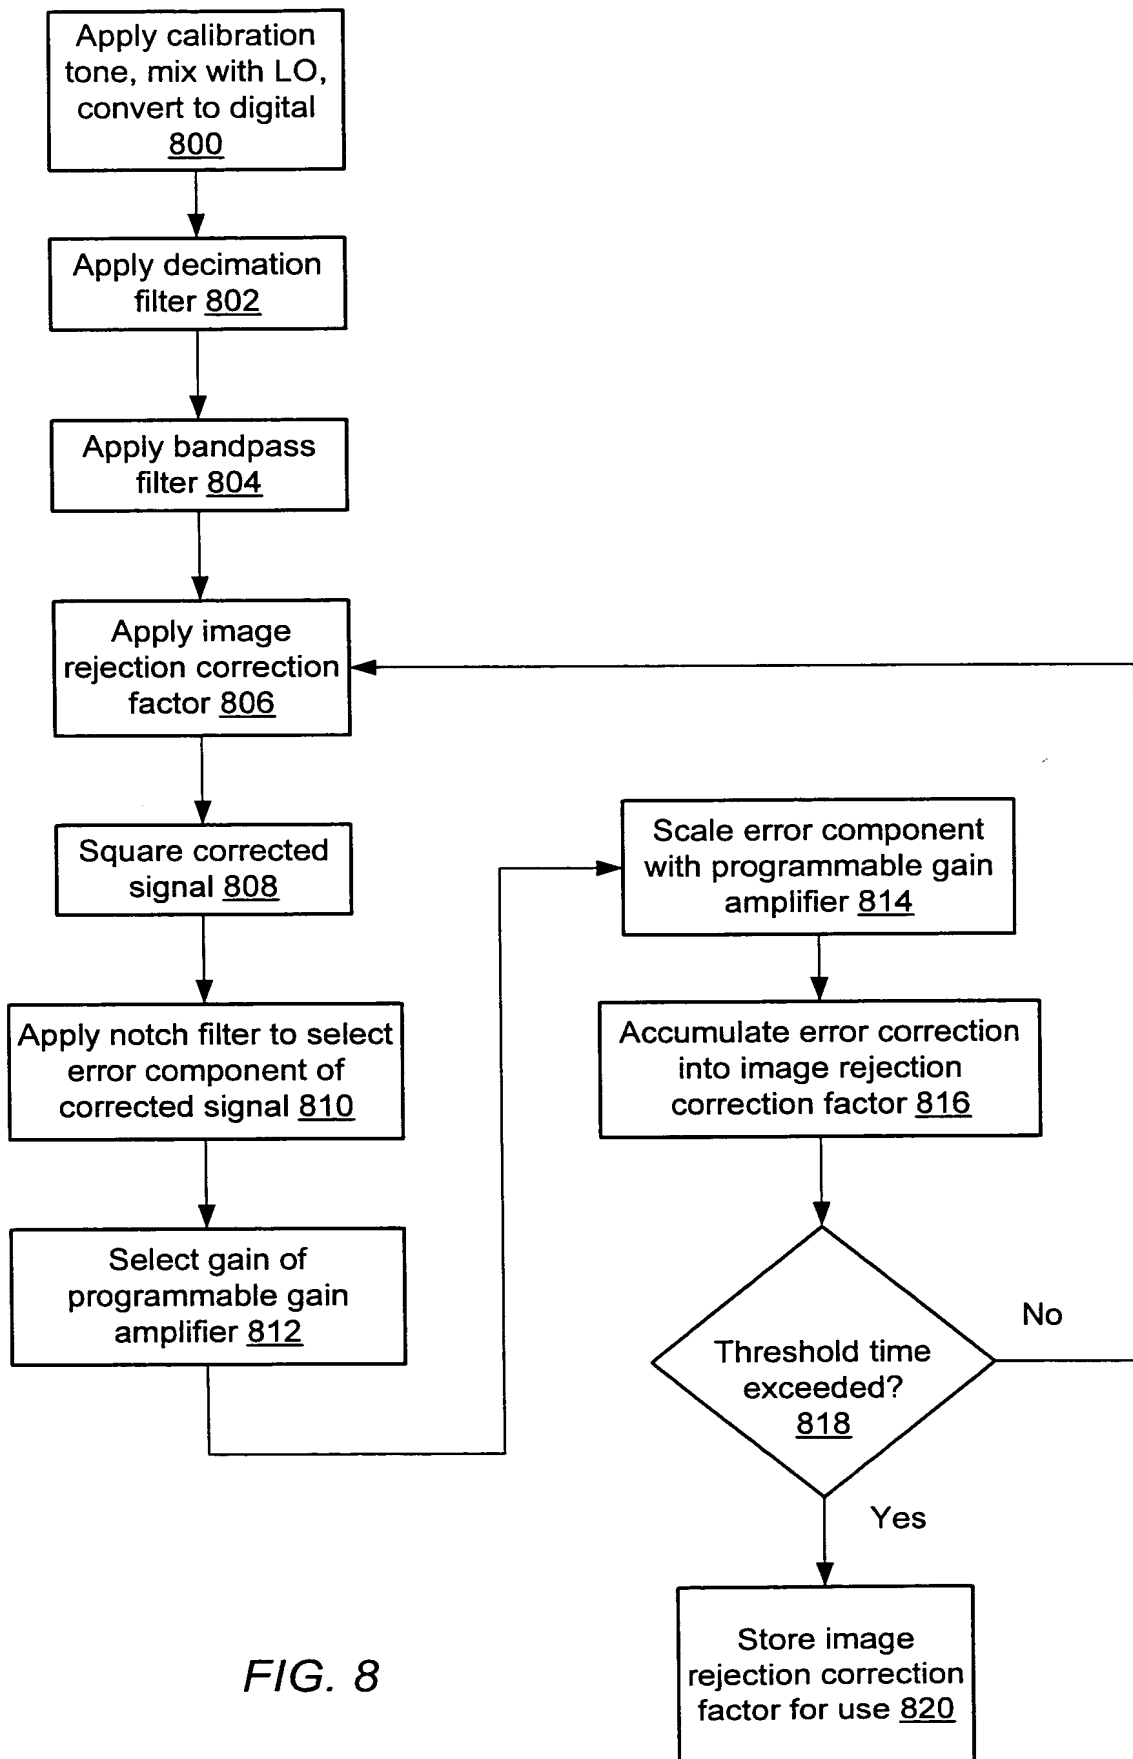 Apply calibration
tone, mix with LO,
convert to digital
800
Apply decimation
filter 802
Apply bandpass
filter 804
Apply image
rejection correction
factor 806
Square corrected
signal 808
Apply notch filter to select
error component of
corrected signal 810
Select gain of
programmable gain
amplifier 812
Scale error component
with programmable gain
amplifier 814
Accumulate error correction
into image rejection
correction factor 816
Threshold time
exceeded?
818
No
Yes
Store image
rejection correction
factor for use 820
FIG. 8